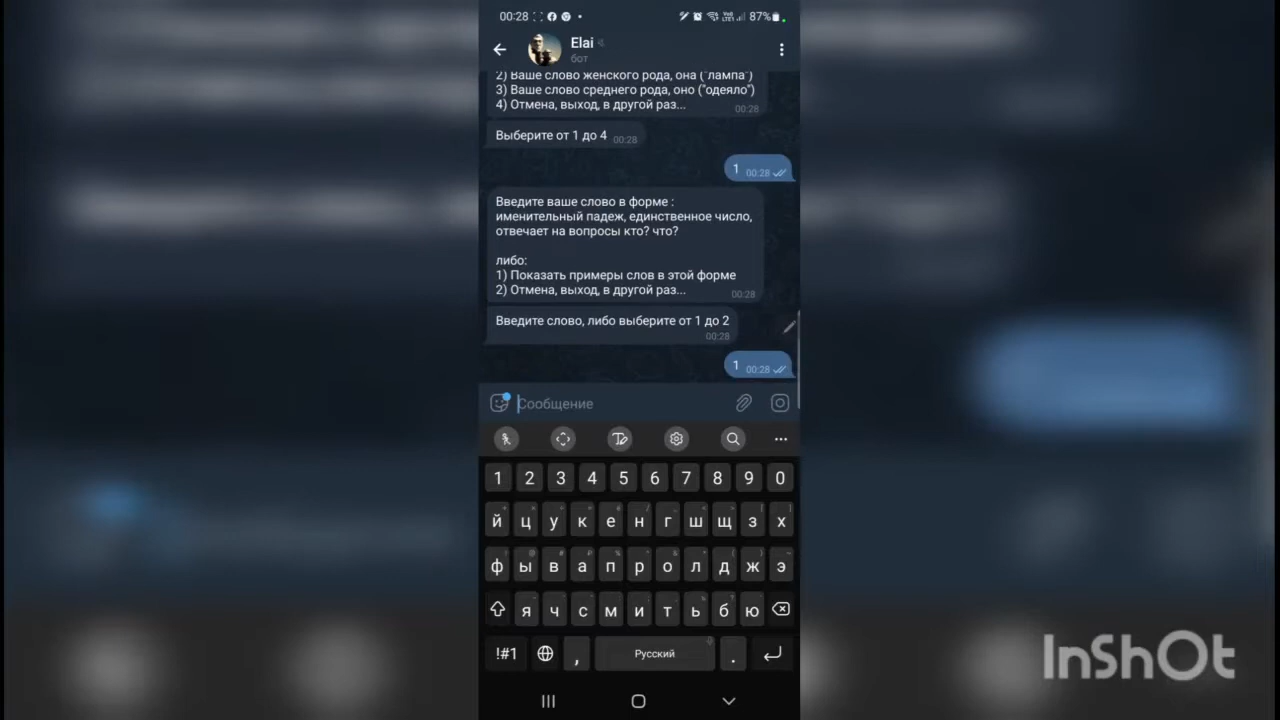 00:28
87%
Elai
бот
2) Ваше слово женского рода, она ("лампа")
3) Ваше слово среднего рода, оно ("одеяло")
4) Отмена, выход, в другой раз...
00:28
Выберите от 1 до 4 00:28
1 00:28
Введите ваше слово в форме :
именительный падеж, единственное число,
отвечает на вопросы кто? что?
либо:
1) Показать примеры слов в этой форме
2) Отмена, выход, в другой раз...
00:28
Введите слово, либо выберите от 1 до 2
00:28
1 00:28
Сообщение
1 2 3 4 5 6 7 8 9 0
й ц у к е н г ш щ з х
ф ы в а п р о л д ж э
я ч с м и т ь б ю
!#1 , Русский .
InShOt